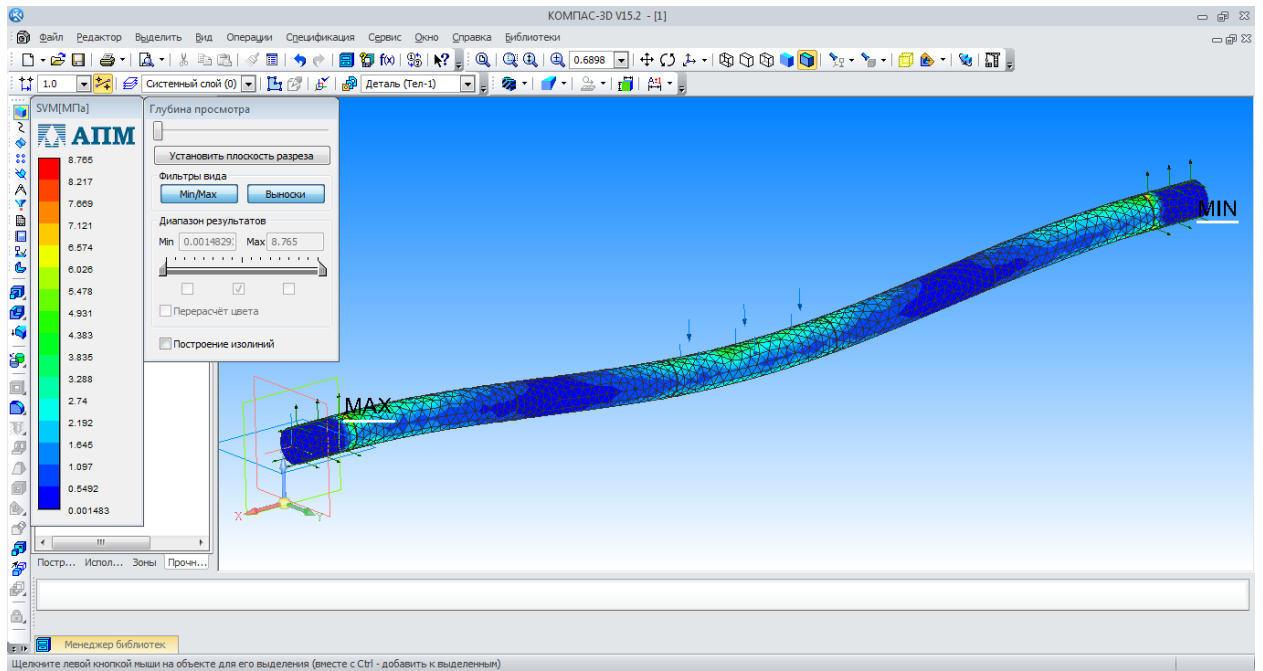 КОМПАС-3D V15.2 - [1]
Файл Редактор Выделить Вид Операции Спецификация Сервис Окно Справка Библиотеки
0.6898
1.0 Системный слой (0) Деталь (Тел-1)
SVM[МПа]
АПМ
8.765
8.217
7.669
7.121
6.574
6.026
5.478
4.931
4.383
3.835
3.288
2.74
2.192
1.645
1.097
0.5492
0.001483
Глубина просмотра
Установить плоскость разреза
Фильтры вида
Min/Max Выноски
Диапазон результатов
Min 0.0014829: Max 8.765
Перерасчёт цвета
Построение изолиний
MIN
MAX
X Y
Постр... Испол... Зоны Прочн...
Менеджер библиотек
Щелкните левой кнопкой мыши на объекте для его выделения (вместе с Ctrl - добавить к выделенным)